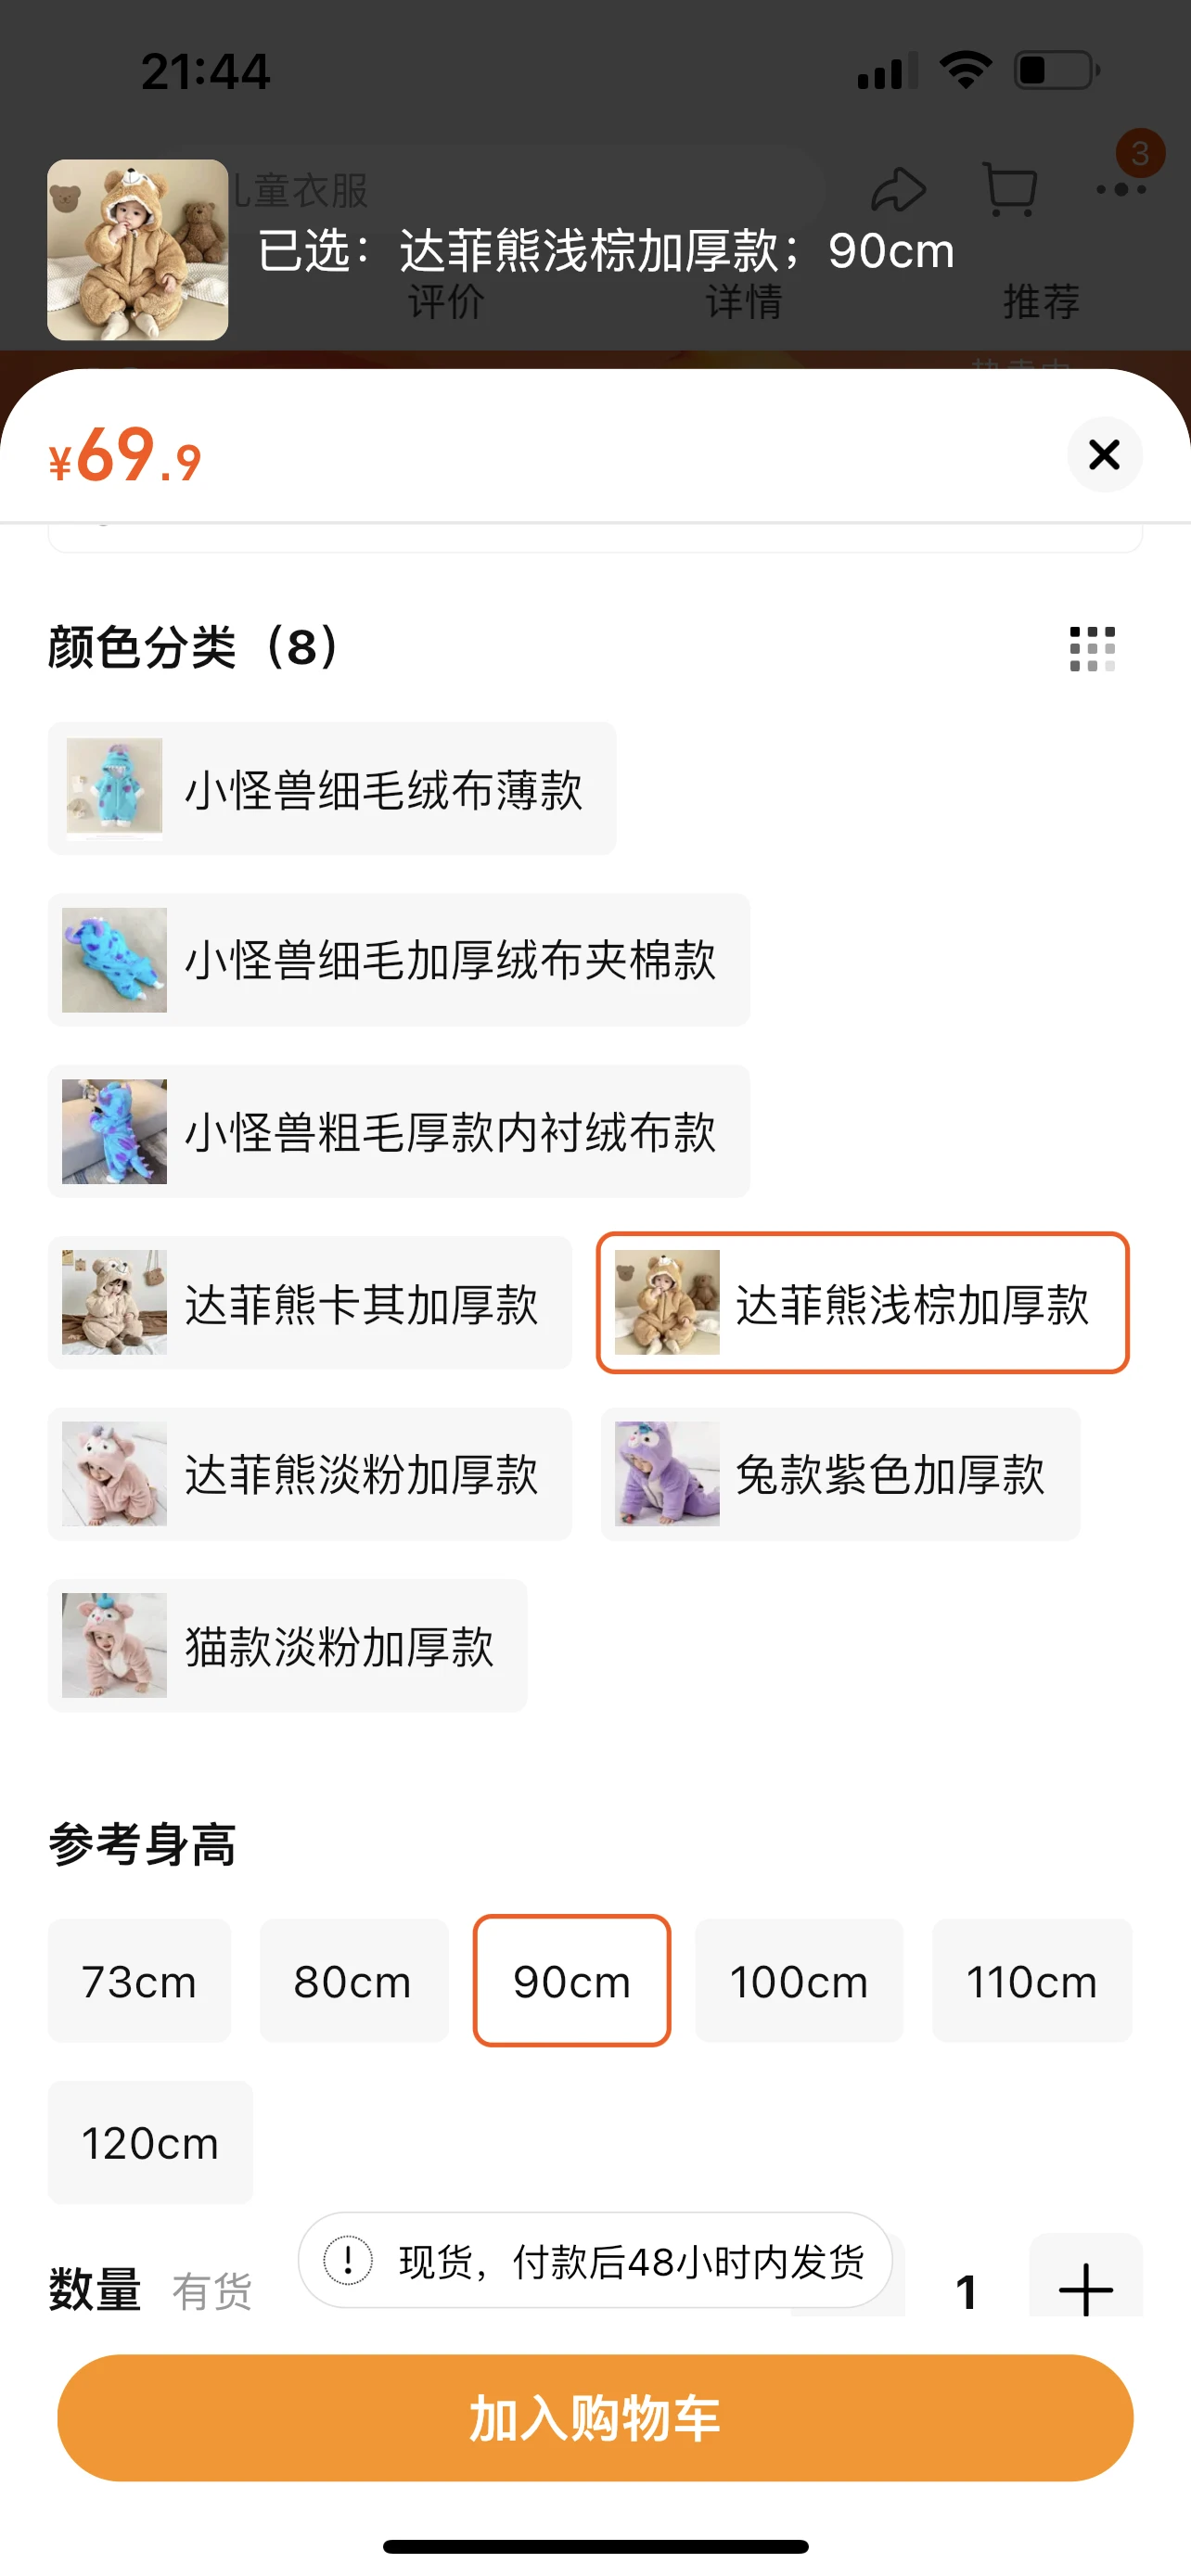 21:44
儿童衣服
3
已选：达菲熊浅棕加厚款；90cm
评价
详情
推荐
¥69.9
颜色分类（8）
小怪兽细毛绒布薄款
小怪兽细毛加厚绒布夹棉款
小怪兽粗毛厚款内衬绒布款
达菲熊卡其加厚款
达菲熊浅棕加厚款
达菲熊淡粉加厚款
兔款紫色加厚款
猫款淡粉加厚款
参考身高
73cm
80cm
90cm
100cm
110cm
120cm
数量 有货
现货，付款后48小时内发货
1
加入购物车